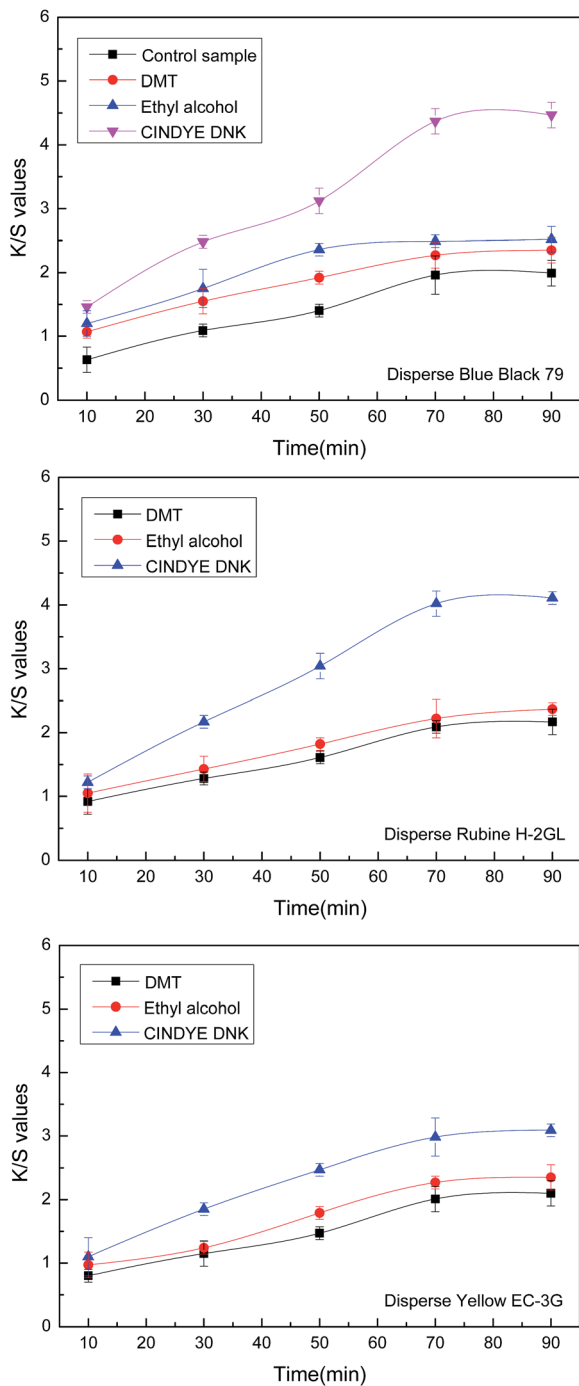 6
Control sample
DMT
Ethyl alcohol
CINDYE DNK
5
4
K/S values
3
2
1
Disperse Blue Black 79
0
10 20 30 40 50 60 70 80 90
Time(min)
6
DMT
Ethyl alcohol
CINDYE DNK
5
4
K/S values
3
2
1
Disperse Rubine H-2GL
0
10 20 30 40 50 60 70 80 90
Time(min)
6
DMT
Ethyl alcohol
CINDYE DNK
5
4
K/S values
3
2
1
Disperse Yellow EC-3G
0
10 20 30 40 50 60 70 80 90
Time(min)